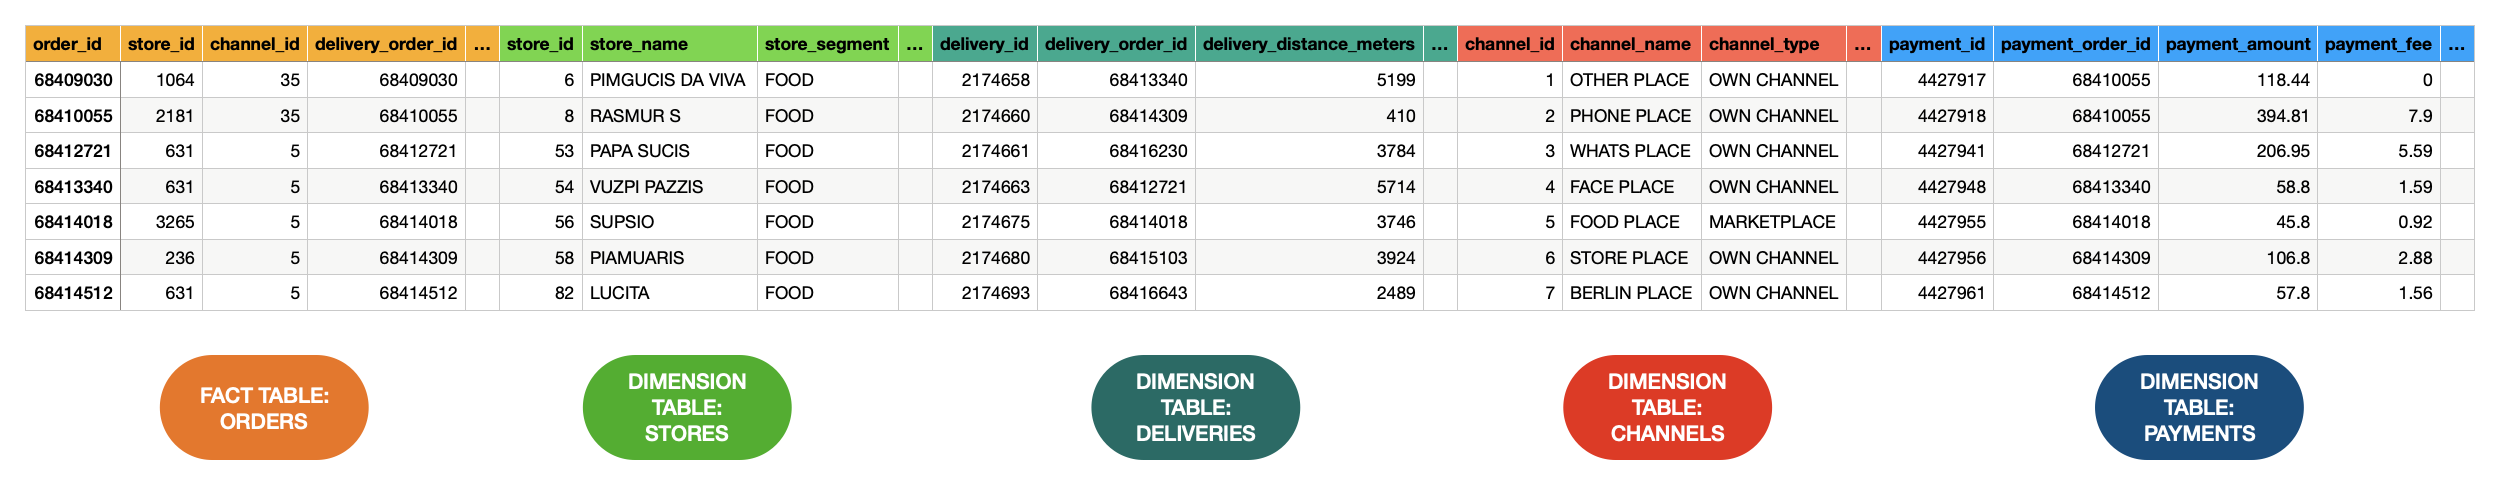 order_id store_id channel_id delivery_order_id ... store_id store_name store_segment ... delivery_id delivery_order_id delivery_distance_meters ... channel_id channel_name channel_type ... payment_id payment_order_id payment_amount payment_fee ...
68409030 1064 35 68409030 6 PIMGUCIS DA VIVA FOOD 2174658 68413340 5199 1 OTHER PLACE OWN CHANNEL 4427917 68410055 118.44 0
68410055 2181 35 68410055 8 RASMUR S FOOD 2174660 68414309 410 2 PHONE PLACE OWN CHANNEL 4427918 68410055 394.81 7.9
68412721 631 5 68412721 53 PAPA SUCIS FOOD 2174661 68416230 3784 3 WHATS PLACE OWN CHANNEL 4427941 68412721 206.95 5.59
68413340 631 5 68413340 54 VUZPI PAZZIS FOOD 2174663 68412721 5714 4 FACE PLACE OWN CHANNEL 4427948 68413340 58.8 1.59
68414018 3265 5 68414018 56 SUPSIO FOOD 2174675 68414018 3746 5 FOOD PLACE MARKETPLACE 4427955 68414018 45.8 0.92
68414309 236 5 68414309 58 PIAMUARIS FOOD 2174680 68415103 3924 6 STORE PLACE OWN CHANNEL 4427956 68414309 106.8 2.88
68414512 631 5 68414512 82 LUCITA FOOD 2174693 68416643 2489 7 BERLIN PLACE OWN CHANNEL 4427961 68414512 57.8 1.56
FACT TABLE:
ORDERS
DIMENSION
TABLE:
STORES
DIMENSION
TABLE:
DELIVERIES
DIMENSION
TABLE:
CHANNELS
DIMENSION
TABLE:
PAYMENTS